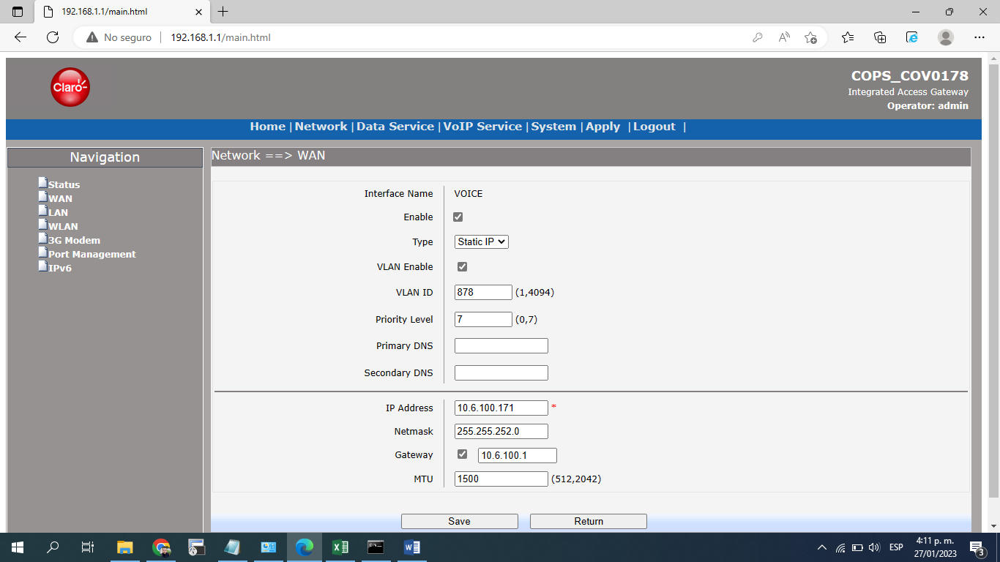 192.168.1.1/main.html
No seguro | 192.168.1.1/main.html
Claro
COPS_COV0178
Integrated Access Gateway
Operator: admin
Home | Network | Data Service | VoIP Service | System | Apply | Logout |
Navigation
Status
WAN
LAN
WLAN
3G Modem
Port Management
IPv6
Network ==> WAN
Interface Name VOICE
Enable
Type Static IP
VLAN Enable
VLAN ID 878 (1,4094)
Priority Level 7 (0,7)
Primary DNS
Secondary DNS
IP Address 10.6.100.171 *
Netmask 255.255.252.0
Gateway 10.6.100.1
MTU 1500 (512,2042)
Save Return
ESP
4:11 p. m.
27/01/2023
3